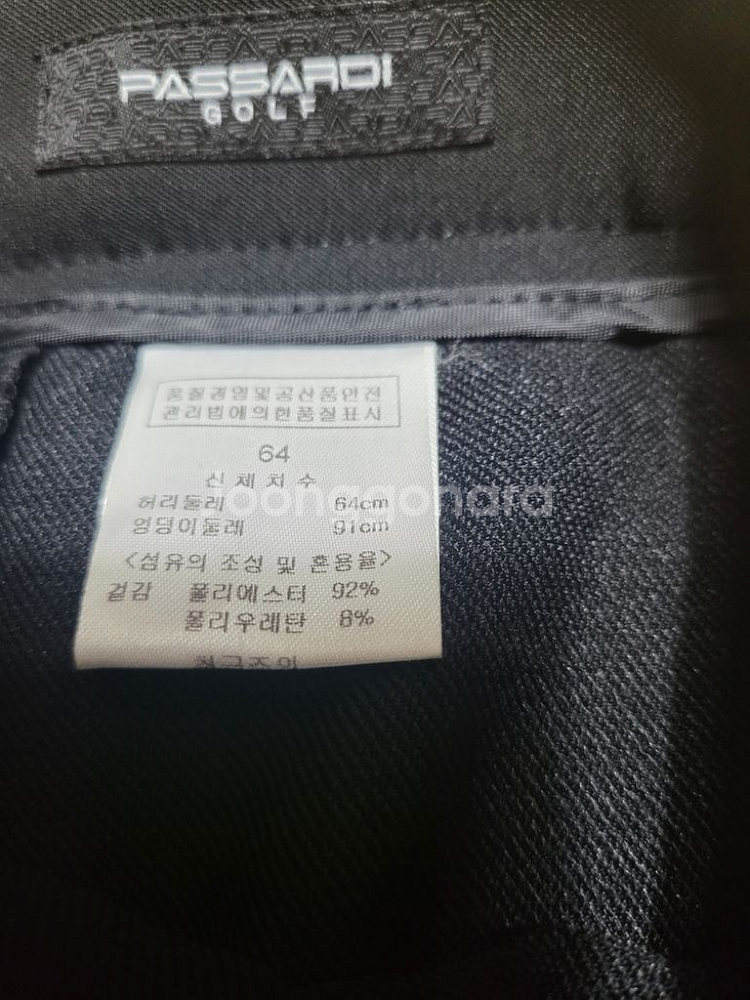 PASSARDI
GOLF
품질경영및공산품안전
관리법에의한품질표시
64
신체치수
허리둘레 64cm
엉덩이둘레 91cm
<섬유의 조성 및 혼용율>
겉감 폴리에스터 92%
폴리우레탄 8%
joonggonara